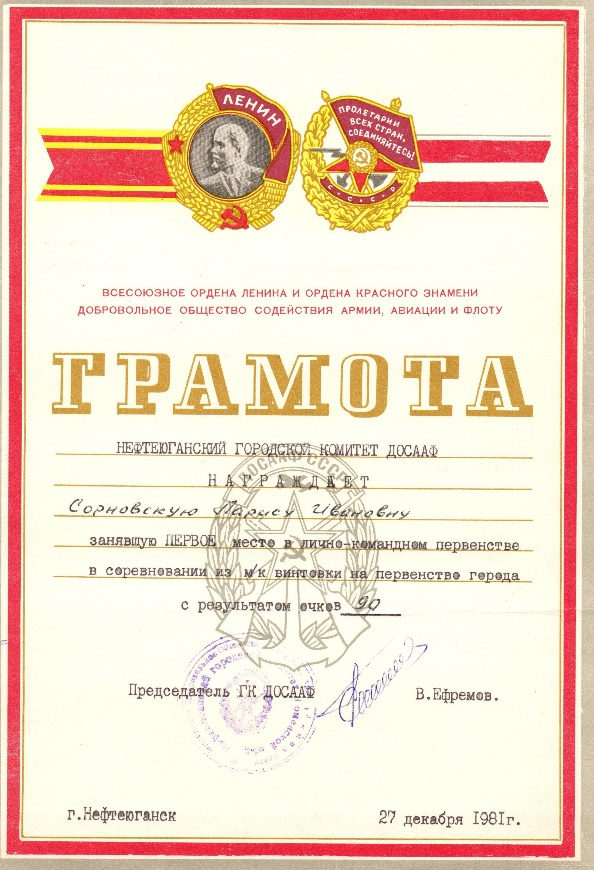 ЛЕНИН
ПРОЛЕТАРИИ
ВСЕХ СТРАН,
СОЕДИНЯЙТЕСЬ!
С.С.С.Р
ВСЕСОЮЗНОЕ ОРДЕНА ЛЕНИНА И ОРДЕНА КРАСНОГО ЗНАМЕНИ
ДОБРОВОЛЬНОЕ ОБЩЕСТВО СОДЕЙСТВИЯ АРМИИ, АВИАЦИИ И ФЛОТУ
ГРАМОТА
НЕФТЕЮГАНСКИЙ ГОРОДСКОЙ КОМИТЕТ ДОСААФ
ДОСААФ СССР
НАГРАЖДАЕТ
Сорновскую Ларису Ивановну
занявшую ПЕРВОЕ место в лично-командном первенстве
в соревновании из м/к винтовки на первенство города
с результатом очков 90
Председатель ГК ДОСААФ В.Ефремов.
г.Нефтеюганск 27 декабря 1981г.